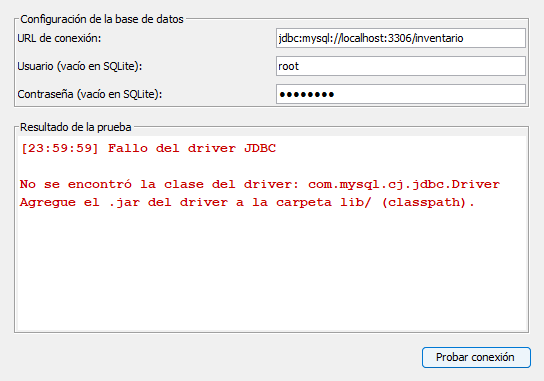 Configuración de la base de datos
URL de conexión: jdbc:mysql://localhost:3306/inventario
Usuario (vacío en SQLite): root
Contraseña (vacío en SQLite): ●●●●●●●●
Resultado de la prueba
[23:59:59] Fallo del driver JDBC
No se encontró la clase del driver: com.mysql.cj.jdbc.Driver
Agregue el .jar del driver a la carpeta lib/ (classpath).
Probar conexión